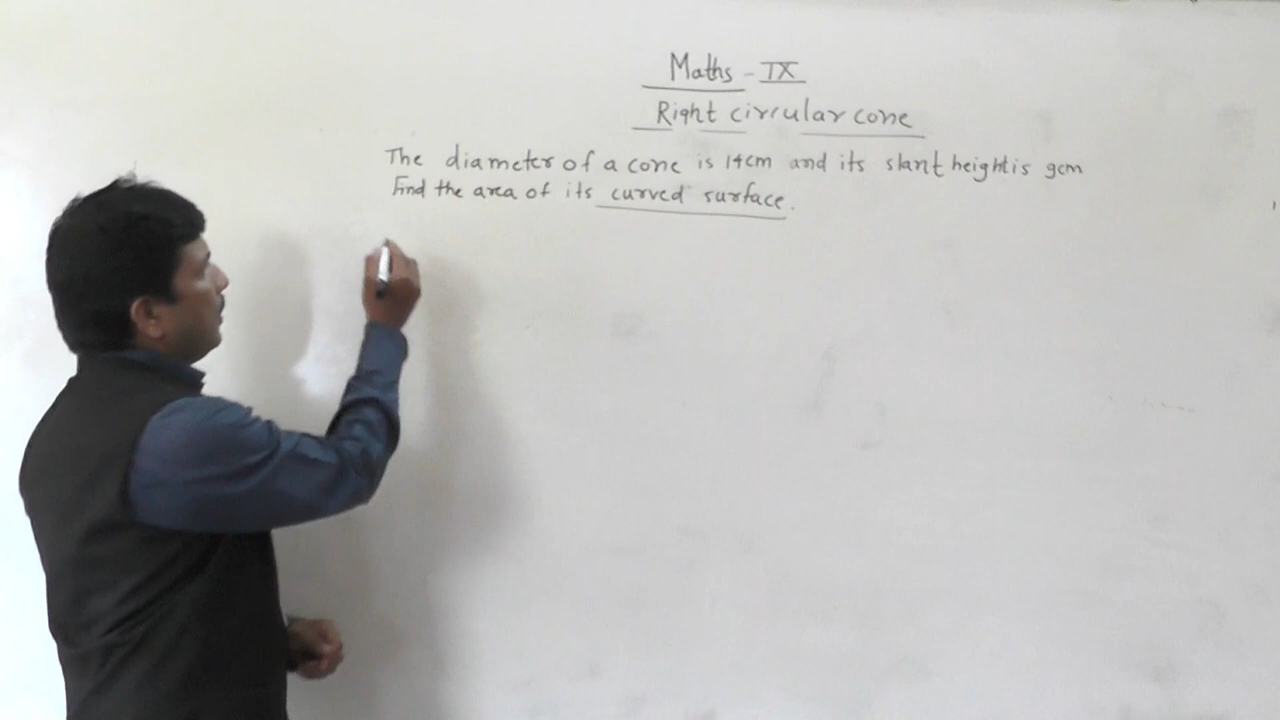 Maths - IX
Right circular cone
The diameter of a cone is 14cm and its slant height is 9cm
Find the area of its curved surface.